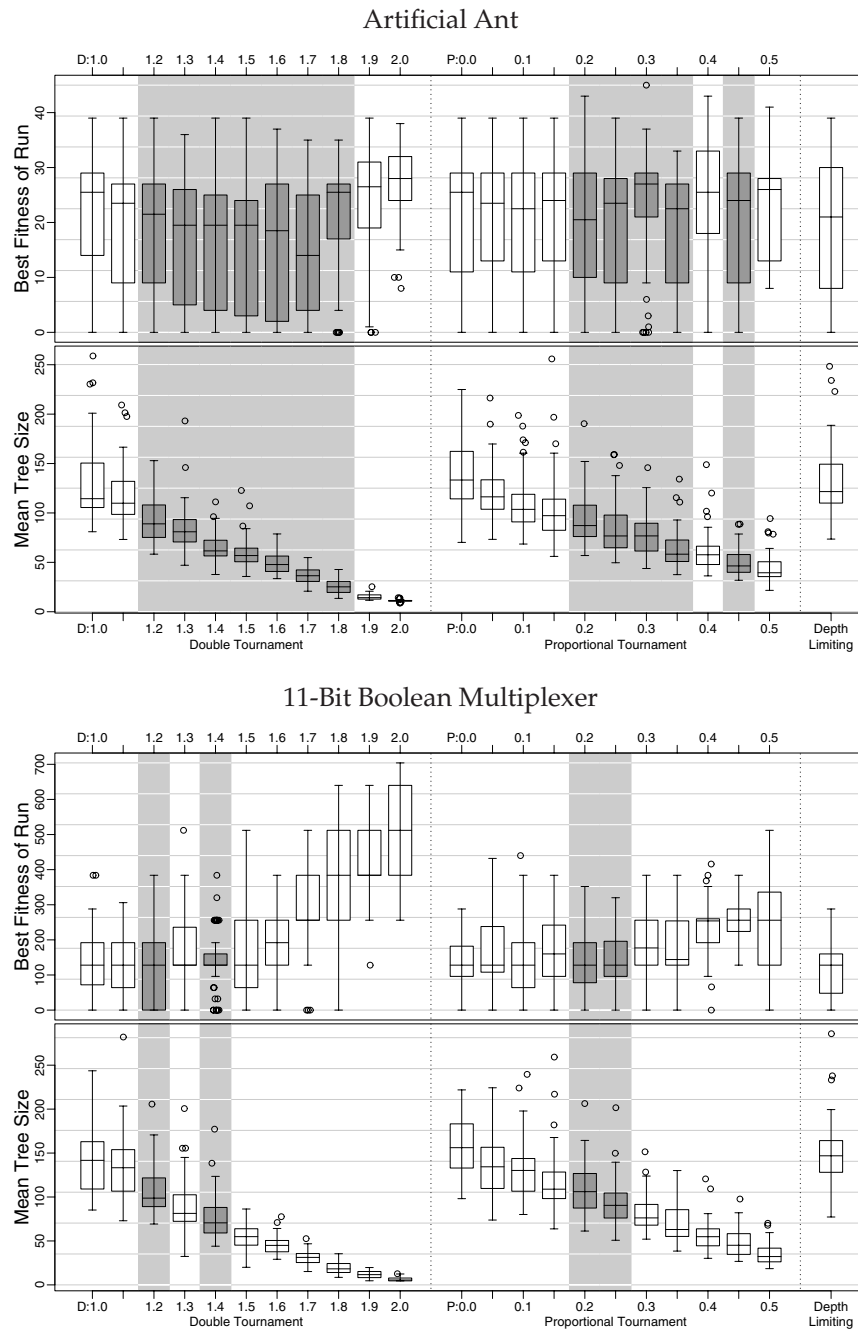 Artificial Ant
D:1.0 1.2 1.3 1.4 1.5 1.6 1.7 1.8 1.9 2.0 P:0.0 0.1 0.2 0.3 0.4 0.5
Best Fitness of Run
40
30
20
10
0
Mean Tree Size
250
200
150
100
50
0
D:1.0 1.2 1.3 1.4 1.5 1.6 1.7 1.8 1.9 2.0 P:0.0 0.1 0.2 0.3 0.4 0.5 Depth
Double Tournament Proportional Tournament Limiting
11-Bit Boolean Multiplexer
D:1.0 1.2 1.3 1.4 1.5 1.6 1.7 1.8 1.9 2.0 P:0.0 0.1 0.2 0.3 0.4 0.5
Best Fitness of Run
700
600
500
400
300
200
100
0
Mean Tree Size
250
200
150
100
50
0
D:1.0 1.2 1.3 1.4 1.5 1.6 1.7 1.8 1.9 2.0 P:0.0 0.1 0.2 0.3 0.4 0.5 Depth
Double Tournament Proportional Tournament Limiting